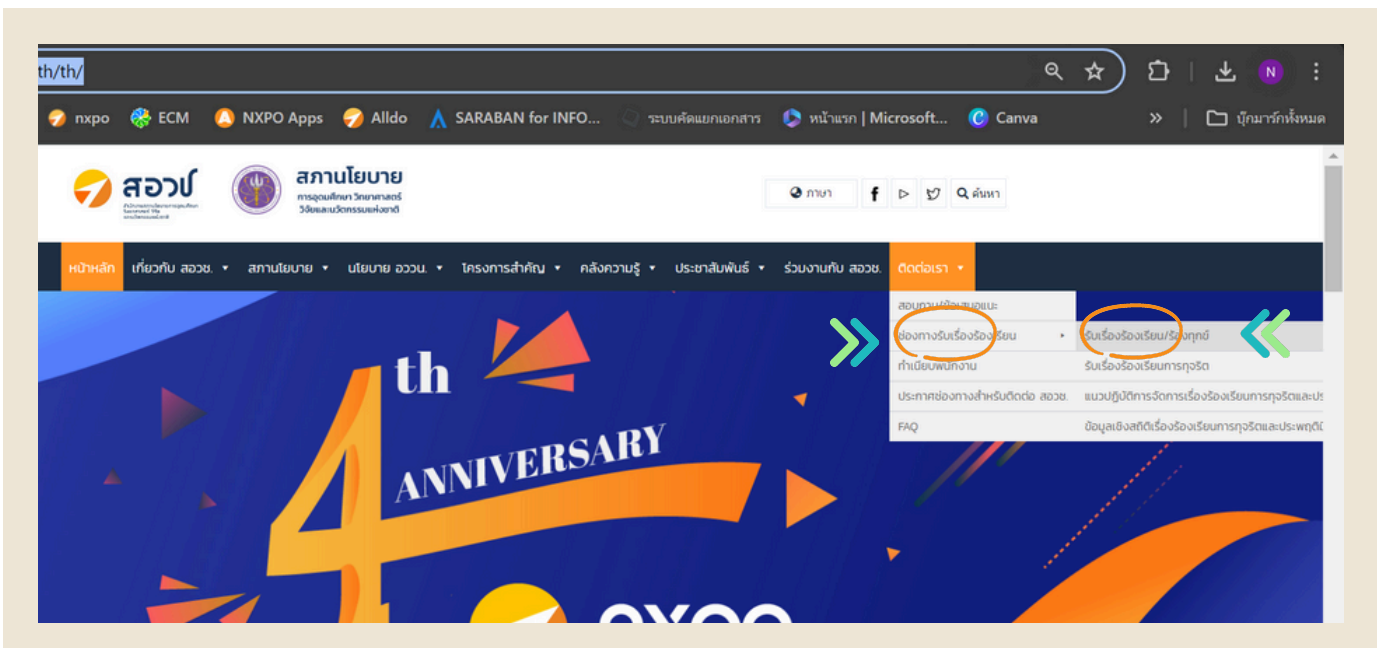 th/th/
N
nxpo
ECM
NXPO Apps
Alldo
SARABAN for INFO...
ระบบคัดแยกเอกสาร
หน้าแรก | Microsoft...
Canva
บุ๊กมาร์กทั้งหมด
สอวช
สภานโยบาย
การอุดมศึกษา วิทยาศาสตร์
วิจัยและนวัตกรรมแห่งชาติ
ภาษา
ค้นหา
หน้าหลัก
เกี่ยวกับ สอวช.
สภานโยบาย
นโยบาย อววน.
โครงการสำคัญ
คลังความรู้
ประชาสัมพันธ์
ร่วมงานกับ สอวช.
ติดต่อเรา
สอบถาม/ข้อเสนอแนะ
ช่องทางรับเรื่องร้องเรียน
รับเรื่องร้องเรียน/ร้องทุกข์
ทำเนียบพนักงาน
รับเรื่องร้องเรียนการทุจริต
ประกาศช่องทางสำหรับติดต่อ สอวช.
แนวปฏิบัติการจัดการเรื่องร้องเรียนการทุจริตและปร
FAQ
ข้อมูลเชิงสถิติเรื่องร้องเรียนการทุจริตและประพฤติมิ
4th
ANNIVERSARY
nxpo